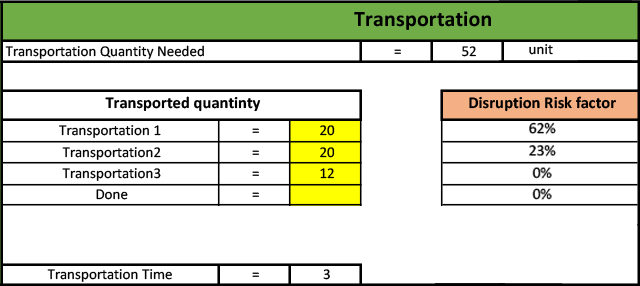 Transportation
Transportation Quantity Needed = 52 unit
Transported quantinty Disruption Risk factor
Transportation 1 = 20 62%
Transportation2 = 20 23%
Transportation3 = 12 0%
Done = 0%
Transportation Time = 3